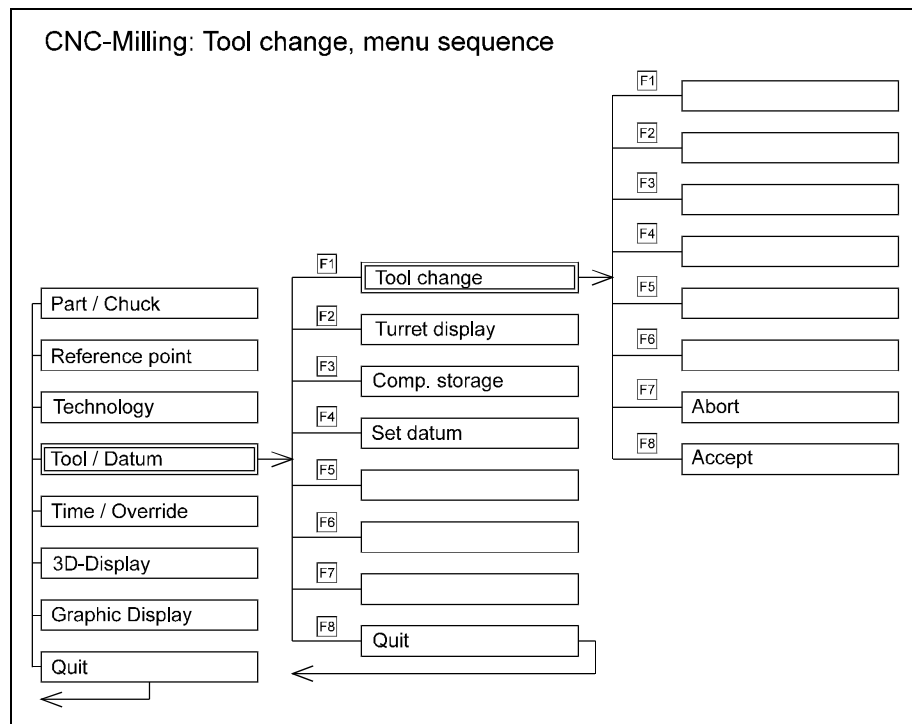 CNC-Milling: Tool change, menu sequence
Part / Chuck
Reference point
Technology
Tool / Datum
Time / Override
3D-Display
Graphic Display
Quit
F1
Tool change
F2
Turret display
F3
Comp. storage
F4
Set datum
F5
F6
F7
F8
Quit
F1
F2
F3
F4
F5
F6
F7
Abort
F8
Accept